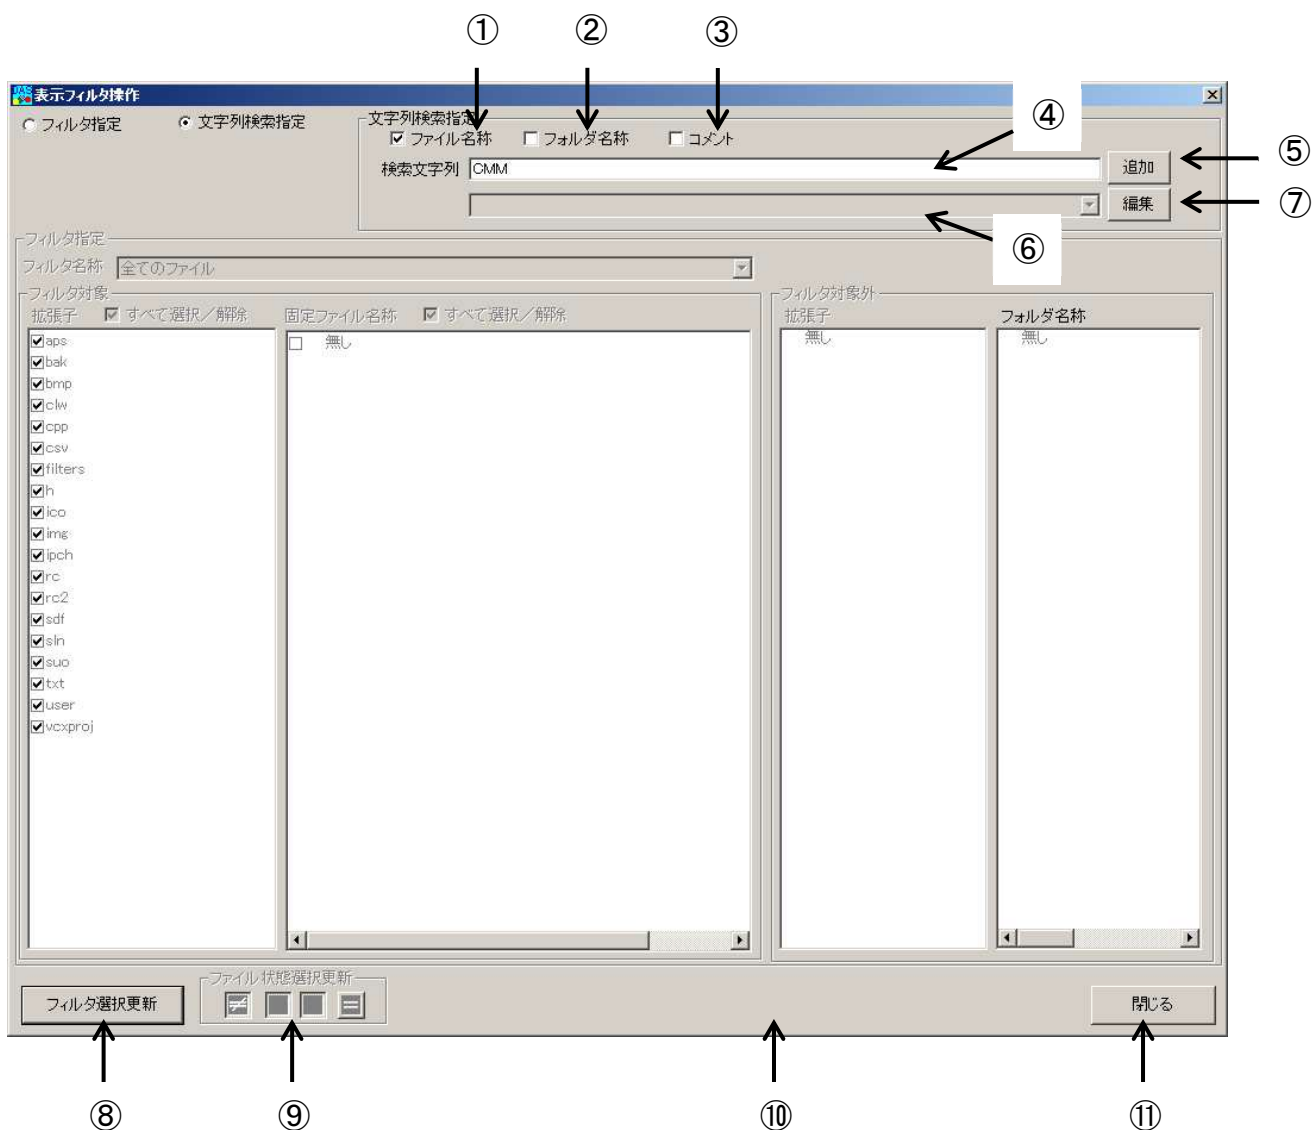 ① ② ③
表示フィルタ操作
フィルタ指定 文字列検索指定
文字列検索指定
ファイル名称 フォルダ名称 コメント
④
検索文字列 CMM 追加 ⑤
編集 ⑦
⑥
フィルタ指定
フィルタ名称 全てのファイル
フィルタ対象 フィルタ対象外
拡張子 すべて選択/解除 固定ファイル名称 すべて選択/解除 拡張子 フォルダ名称
aps 無し 無し 無し
bak
bmp
clw
cpp
csv
filters
h
ico
img
ipch
rc
rc2
sdf
sln
suo
txt
user
vcxproj
ファイル状態選択更新
フィルタ選択更新 ≠ = 閉じる
⑧ ⑨ ⑩ ⑪